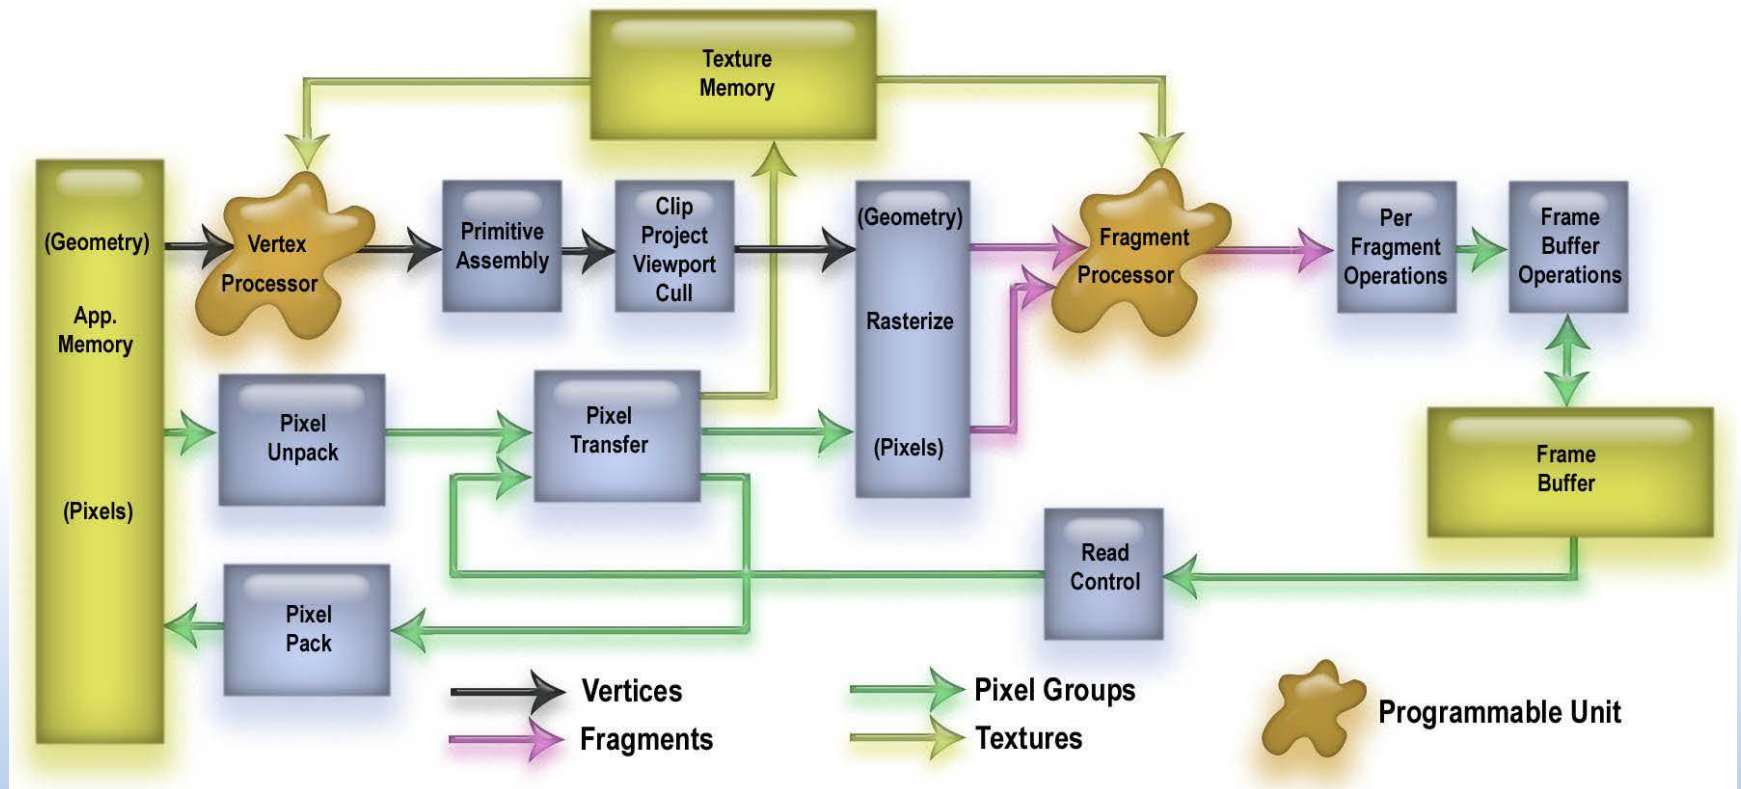 Texture
Memory
(Geometry)
App.
Memory
(Pixels)
Vertex
Processor
Primitive
Assembly
Clip
Project
Viewport
Cull
(Geometry)
Rasterize
(Pixels)
Fragment
Processor
Per
Fragment
Operations
Frame
Buffer
Operations
Pixel
Unpack
Pixel
Transfer
Frame
Buffer
Read
Control
Pixel
Pack
Vertices
Fragments
Pixel Groups
Textures
Programmable Unit